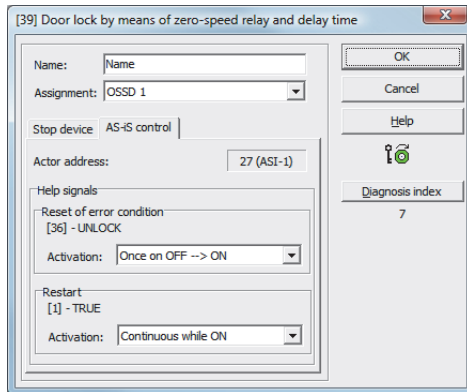 [39] Door lock by means of zero-speed relay and delay time
Name: Name
Assignment: OSSD 1
Stop device AS-iS control
Actor address: 27 (ASI-1)
Help signals
Reset of error condition
[36] - UNLOCK
Activation: Once on OFF --> ON
Restart
[1] - TRUE
Activation: Continuous while ON
OK
Cancel
Help
Diagnosis index
7